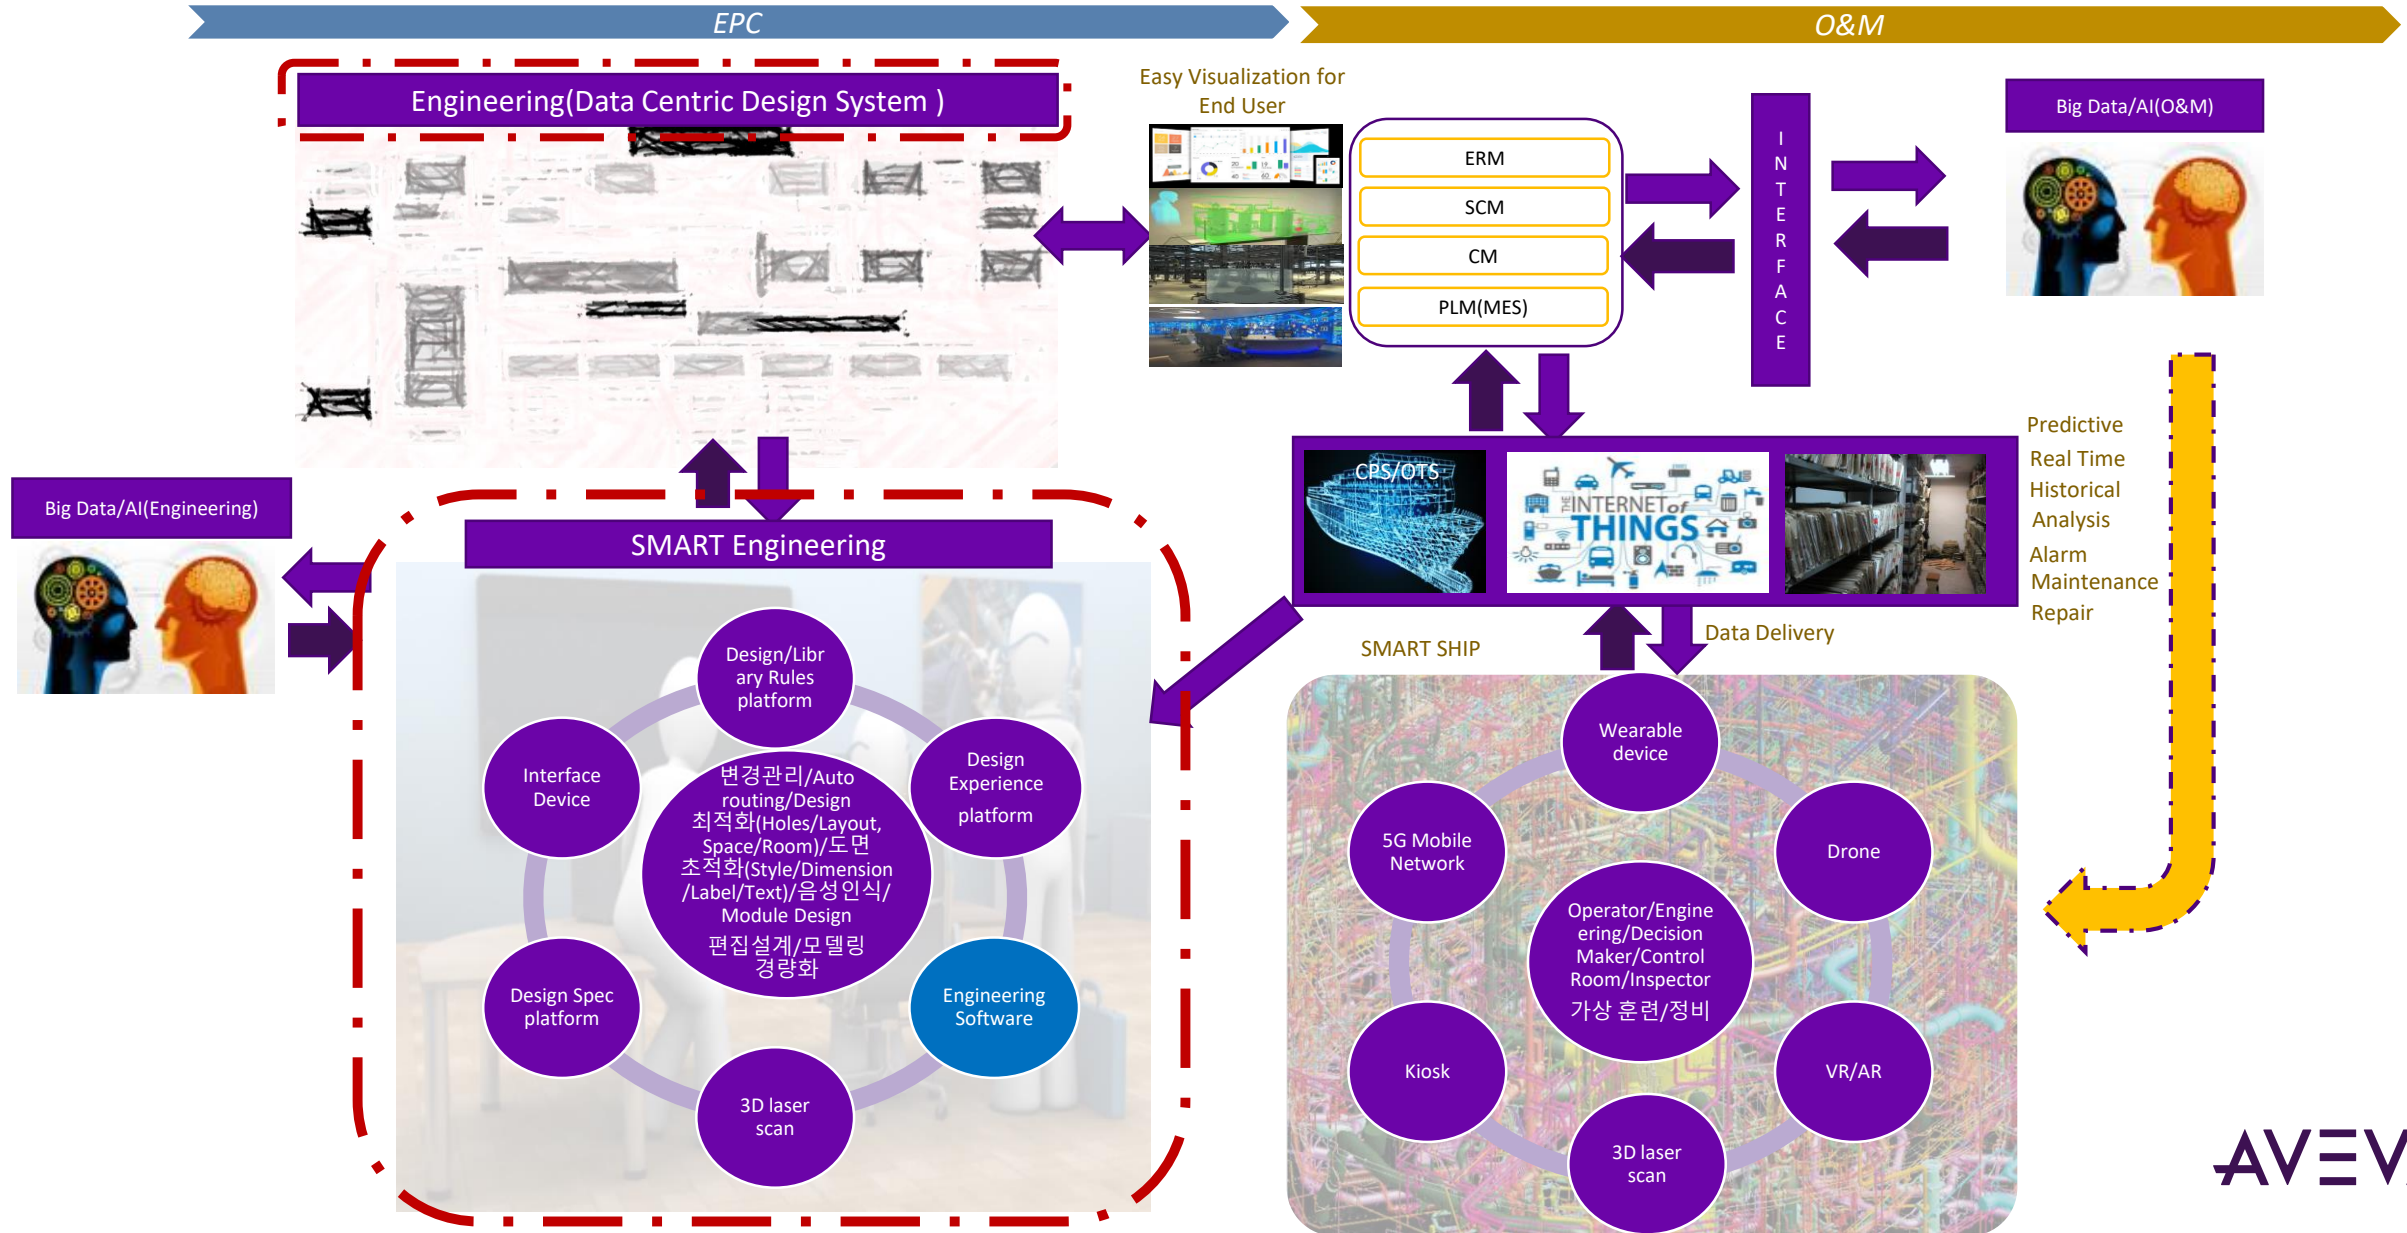 EPC
O&M
Engineering(Data Centric Design System )
Easy Visualization for
End User
ERM
SCM
CM
PLM(MES)
I
N
T
E
R
F
A
C
E
Big Data/AI(O&M)
Predictive
Real Time
Historical
Analysis
Alarm
Maintenance
Repair
CPS/OTS
THE
INTERNET of
THINGS
SMART SHIP
Data Delivery
Big Data/AI(Engineering)
SMART Engineering
Design/Libr
ary Rules
platform
Interface
Device
Design
Experience
platform
변경관리/Auto
routing/Design
최적화(Holes/Layout,
Space/Room)/도면
초적화(Style/Dimension
/Label/Text)/음성인식/
Module Design
편집설계/모델링
경량화
Design Spec
platform
Engineering
Software
3D laser
scan
Wearable
device
5G Mobile
Network
Drone
Operator/Engine
ering/Decision
Maker/Control
Room/Inspector
가상 훈련/정비
Kiosk
VR/AR
3D laser
scan
AVEVA